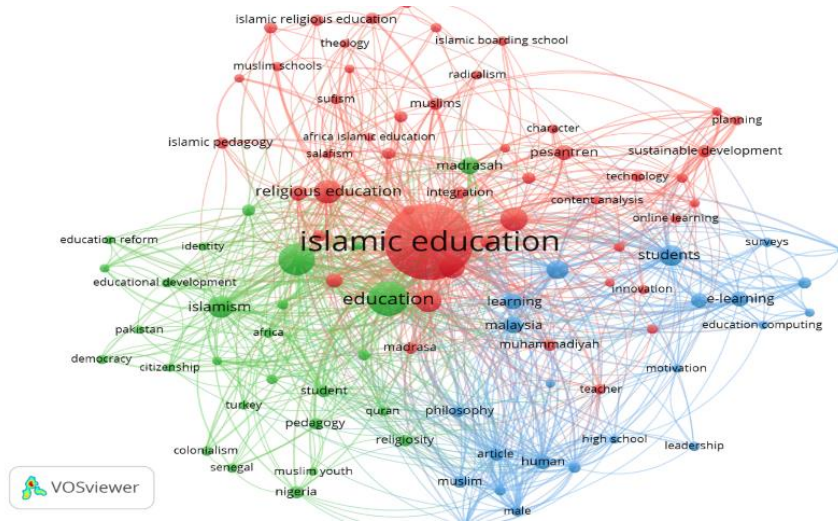 islamic religious education
theology
islamic boarding school
muslim schools
radicalism
sufism
muslims
planning
africa islamic education
character
islamic pedagogy
salafism
pesantren
sustainable development
madrasah
technology
religious education
integration
content analysis
online learning
islamic education
education reform
identity
surveys
students
educational development
innovation
education
learning
e-learning
islamism
malaysia
pakistan
africa
education computing
muhammadiyah
madrasa
democracy
citizenship
motivation
student
teacher
turkey
quran
philosophy
pedagogy
religiosity
high school
leadership
colonialism
article
human
senegal
muslim youth
muslim
nigeria
male
VOSviewer